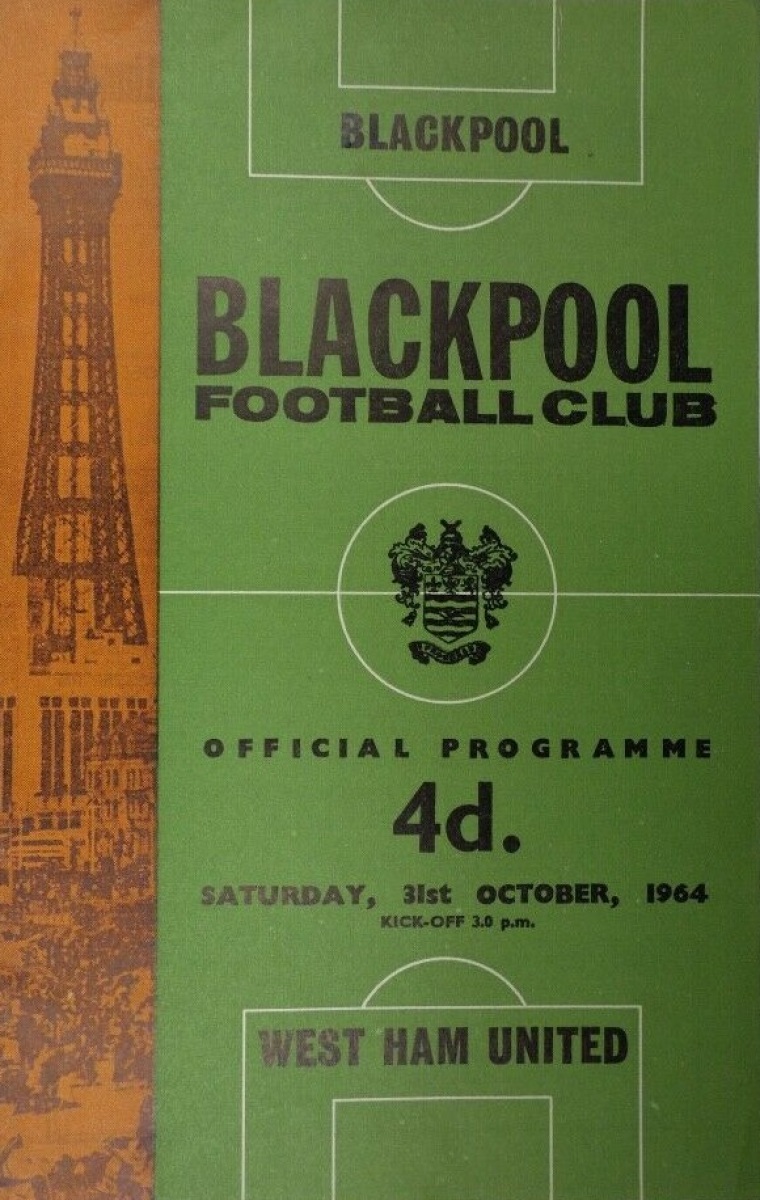 BLACKPOOL
BLACKPOOL
FOOTBALL CLUB
OFFICIAL PROGRAMME
4d.
SATURDAY, 31st OCTOBER, 1964
KICK-OFF 3.0 p.m.
WEST HAM UNITED